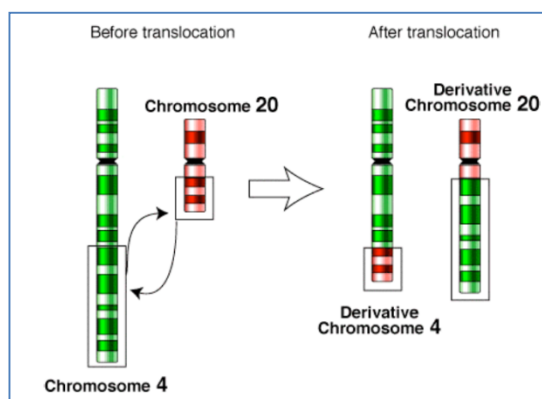 Before translocation
After translocation
Chromosome 20
Derivative
Chromosome 20
Derivative
Chromosome 4
Chromosome 4